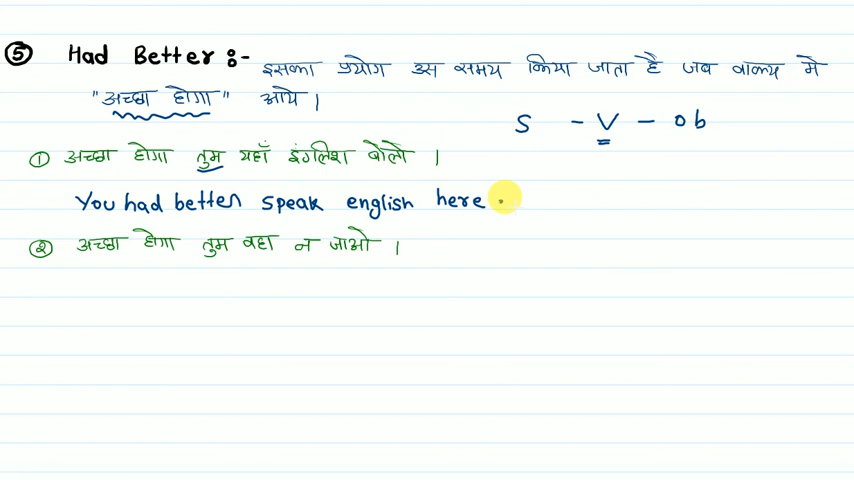 ⑤ Had Better :- इसका प्रयोग उस समय किया जाता है जब वाक्य मे
"अच्छा होगा" आये।
S - V - ob
① अच्छा होगा तुम यहाँ इंगलिश बोलो।
You had better speak english here.
② अच्छा होगा तुम वहा न जाओ।